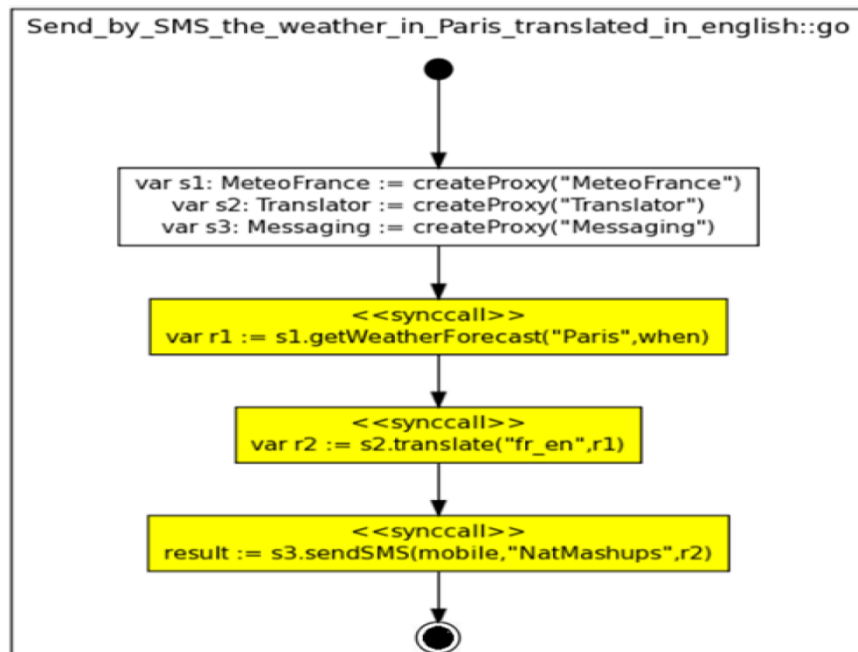 Send_by_SMS_the_weather_in_Paris_translated_in_english::go
var s1: MeteoFrance := createProxy("MeteoFrance")
var s2: Translator := createProxy("Translator")
var s3: Messaging := createProxy("Messaging")
<<synccall>>
var r1 := s1.getWeatherForecast("Paris",when)
<<synccall>>
var r2 := s2.translate("fr_en",r1)
<<synccall>>
result := s3.sendSMS(mobile,"NatMashups",r2)